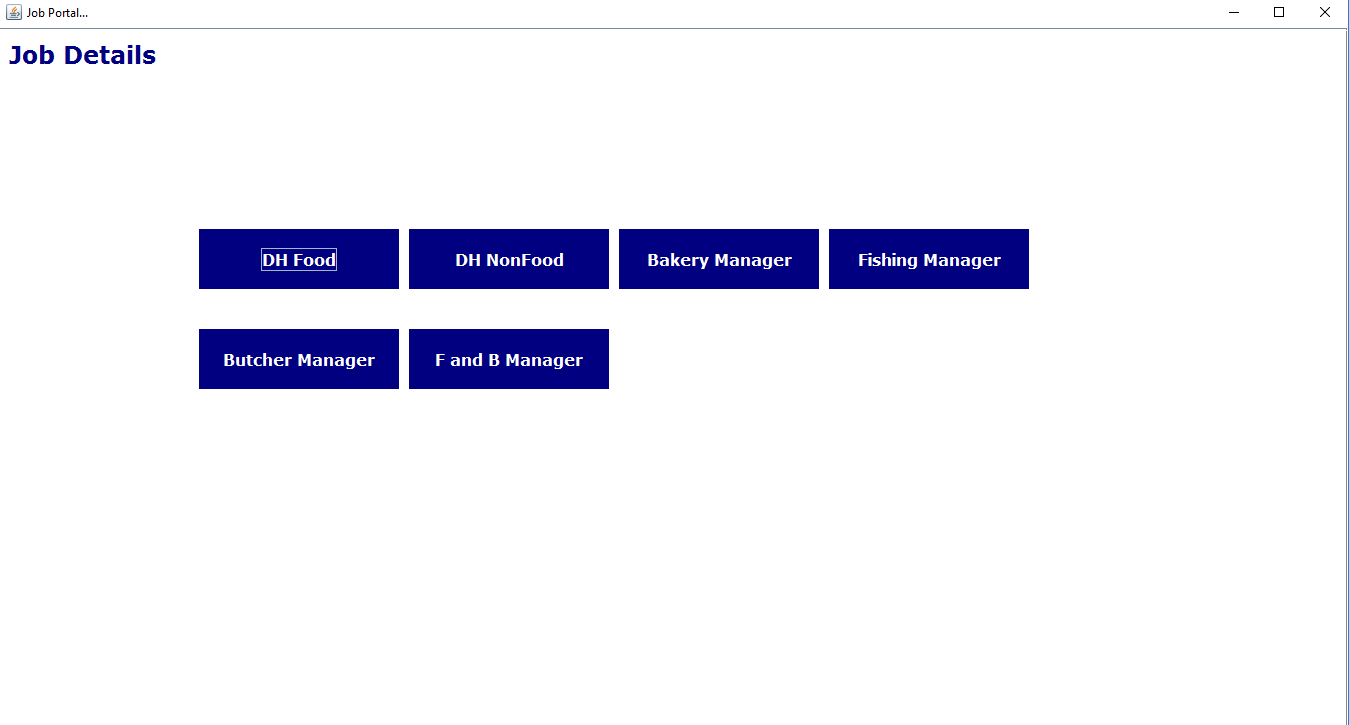 Job Portal...
Job Details
DH Food
DH NonFood
Bakery Manager
Fishing Manager
Butcher Manager
F and B Manager